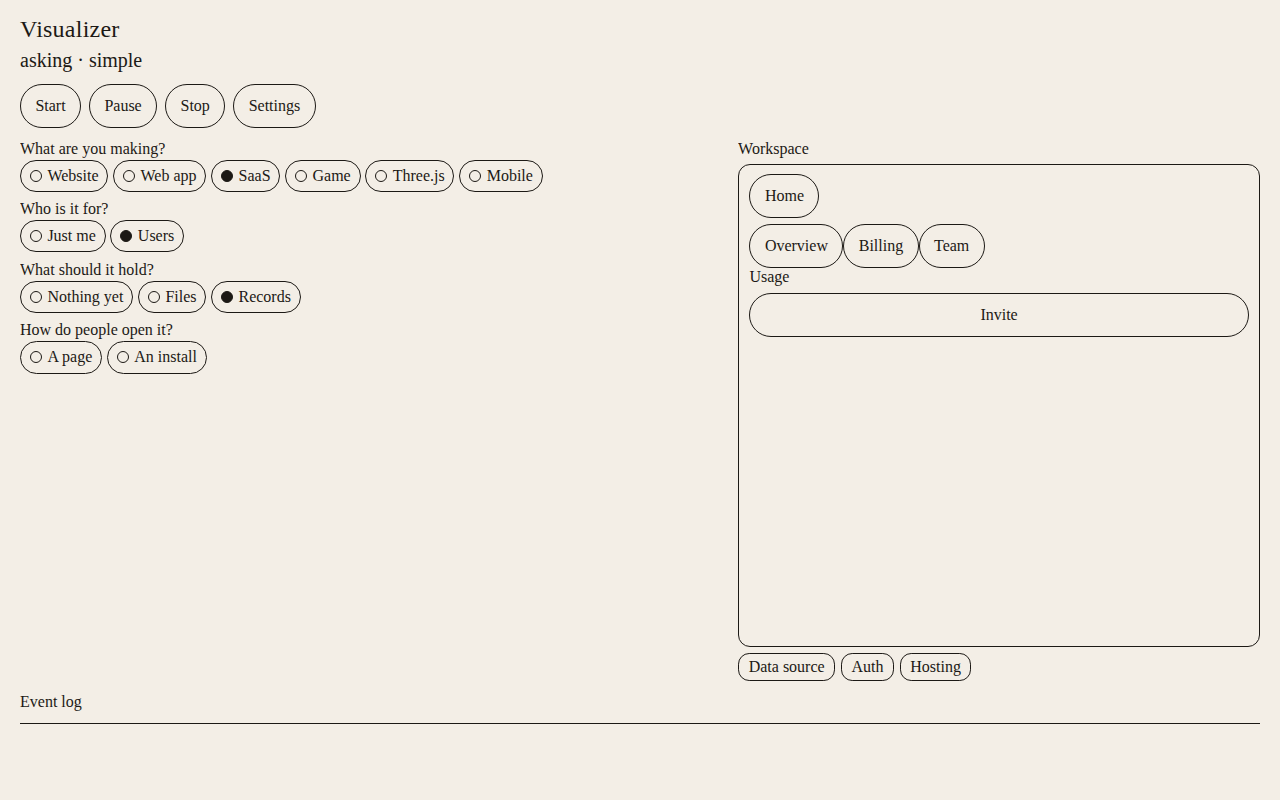 Visualizer
asking · simple
Start Pause Stop Settings
What are you making?
Website Web app SaaS Game Three.js Mobile
Who is it for?
Just me Users
What should it hold?
Nothing yet Files Records
How do people open it?
A page An install
Workspace
Home
Overview Billing Team
Usage
Invite
Data source Auth Hosting
Event log